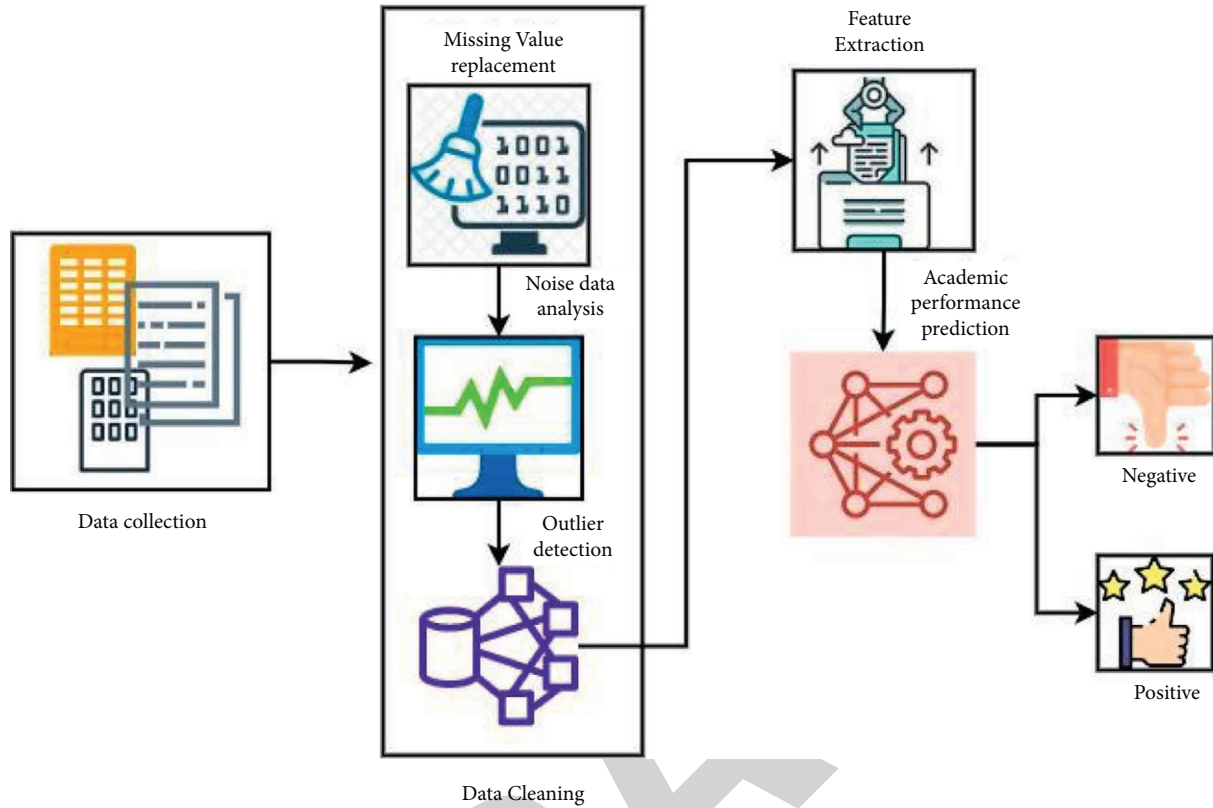 Missing Value
replacement
1001
0011
1110
Noise data
analysis
Outlier
detection
Data Cleaning
Data collection
Feature
Extraction
Academic
performance
prediction
Negative
Positive